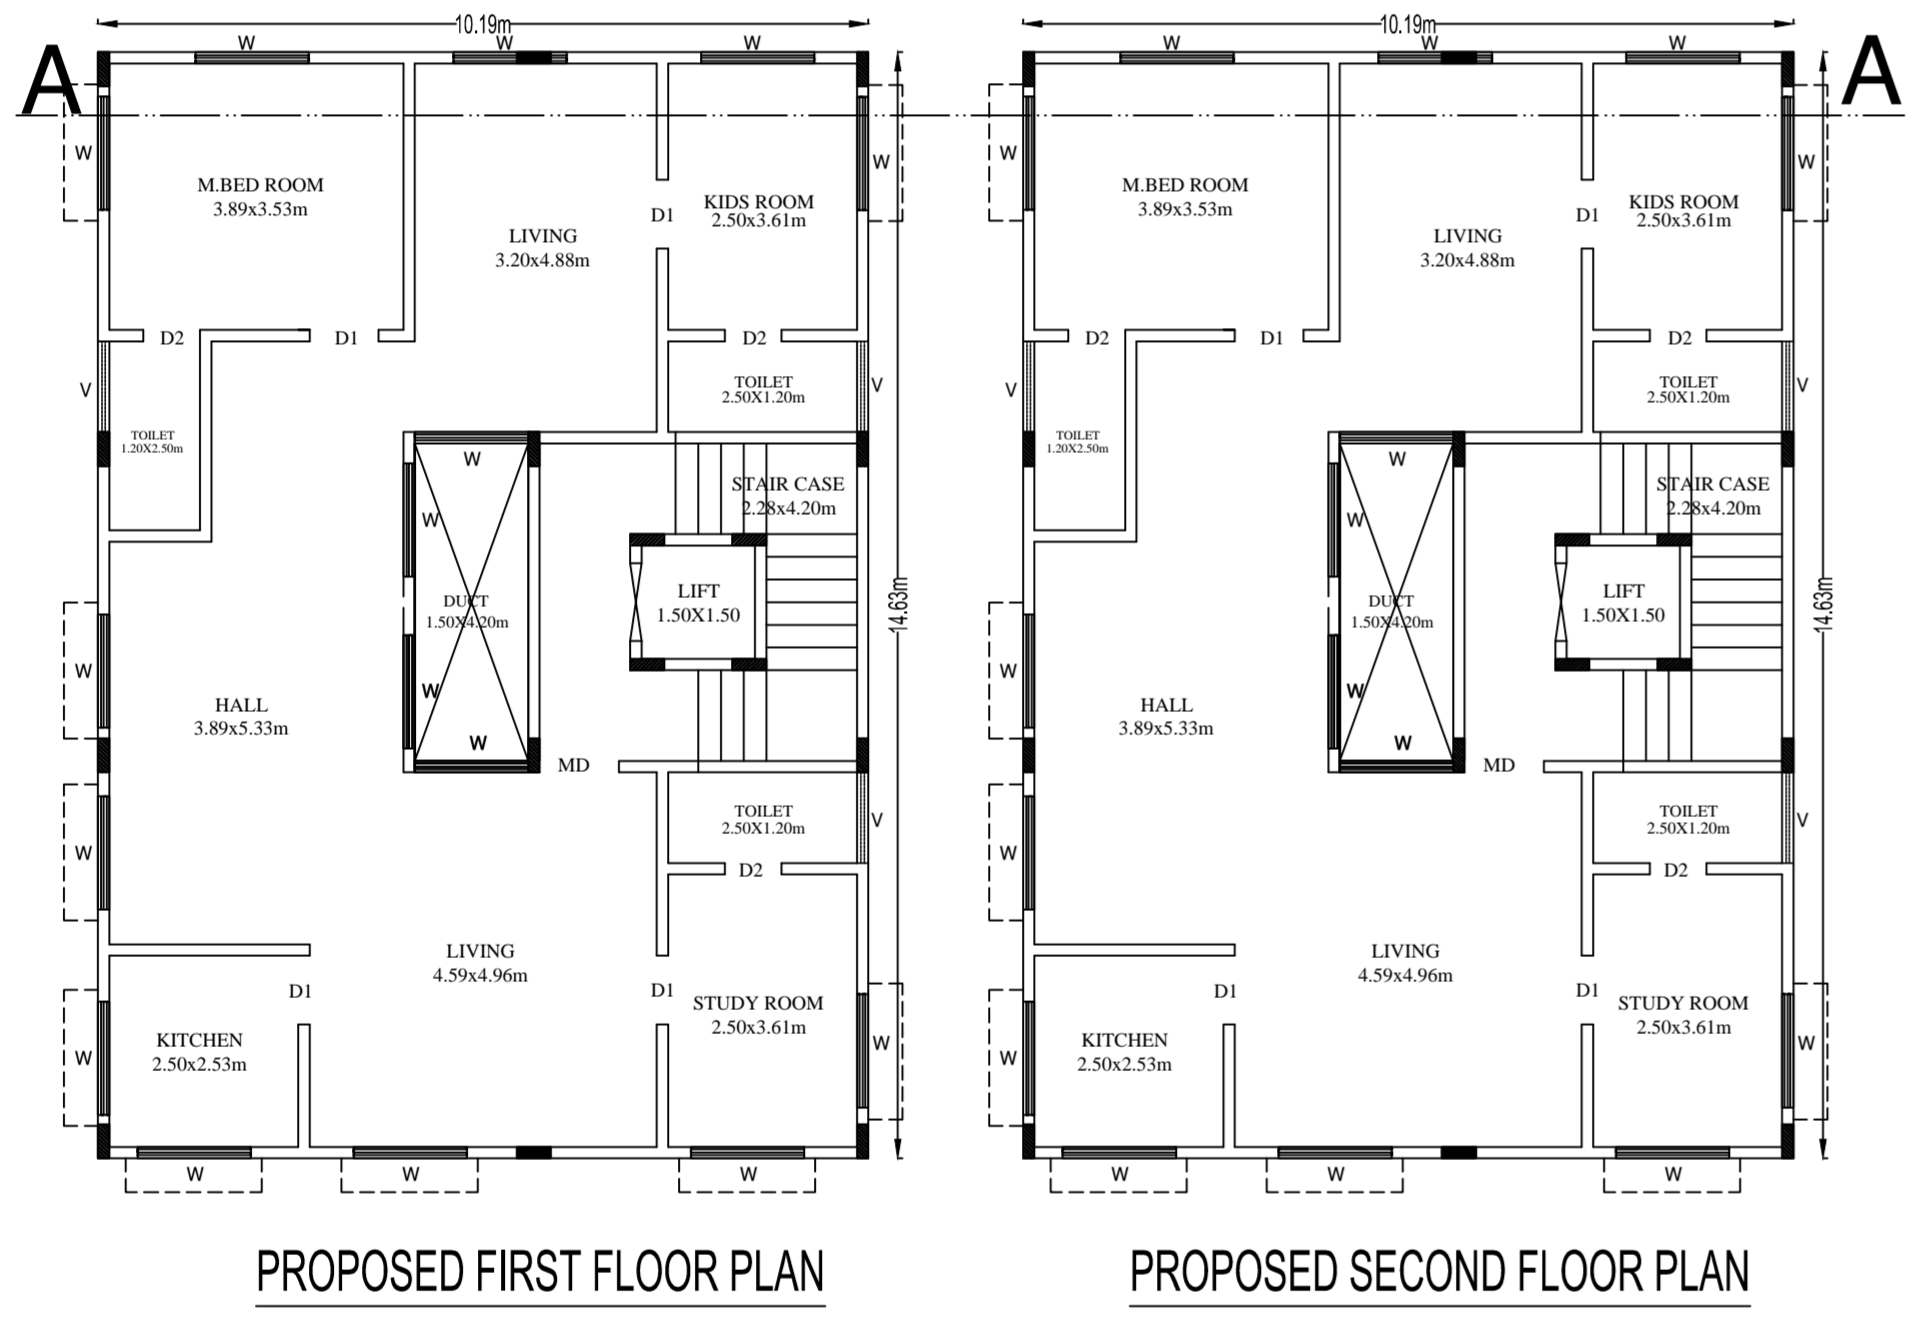 10.19m
W
W
W
A
W
W
M.BED ROOM
3.89x3.53m
KIDS ROOM
2.50x3.61m
D1
LIVING
3.20x4.88m
D2
D1
D2
V
TOILET
2.50X1.20m
V
TOILET
1.20X2.50m
W
STAIR CASE
2.28x4.20m
W
DUCT
1.50X4.20m
LIFT
1.50X1.50
14.63m
W
HALL
3.89x5.33m
W
W
MD
TOILET
2.50X1.20m
V
W
D2
LIVING
4.59x4.96m
D1
D1
STUDY ROOM
2.50x3.61m
KITCHEN
2.50x2.53m
W
W
W
W
W
PROPOSED FIRST FLOOR PLAN
10.19m
W
W
W
A
W
W
M.BED ROOM
3.89x3.53m
KIDS ROOM
2.50x3.61m
D1
LIVING
3.20x4.88m
D2
D1
D2
V
TOILET
2.50X1.20m
V
TOILET
1.20X2.50m
W
STAIR CASE
2.28x4.20m
W
DUCT
1.50X4.20m
LIFT
1.50X1.50
14.63m
W
HALL
3.89x5.33m
W
W
MD
TOILET
2.50X1.20m
V
W
D2
LIVING
4.59x4.96m
D1
D1
STUDY ROOM
2.50x3.61m
KITCHEN
2.50x2.53m
W
W
W
W
W
PROPOSED SECOND FLOOR PLAN